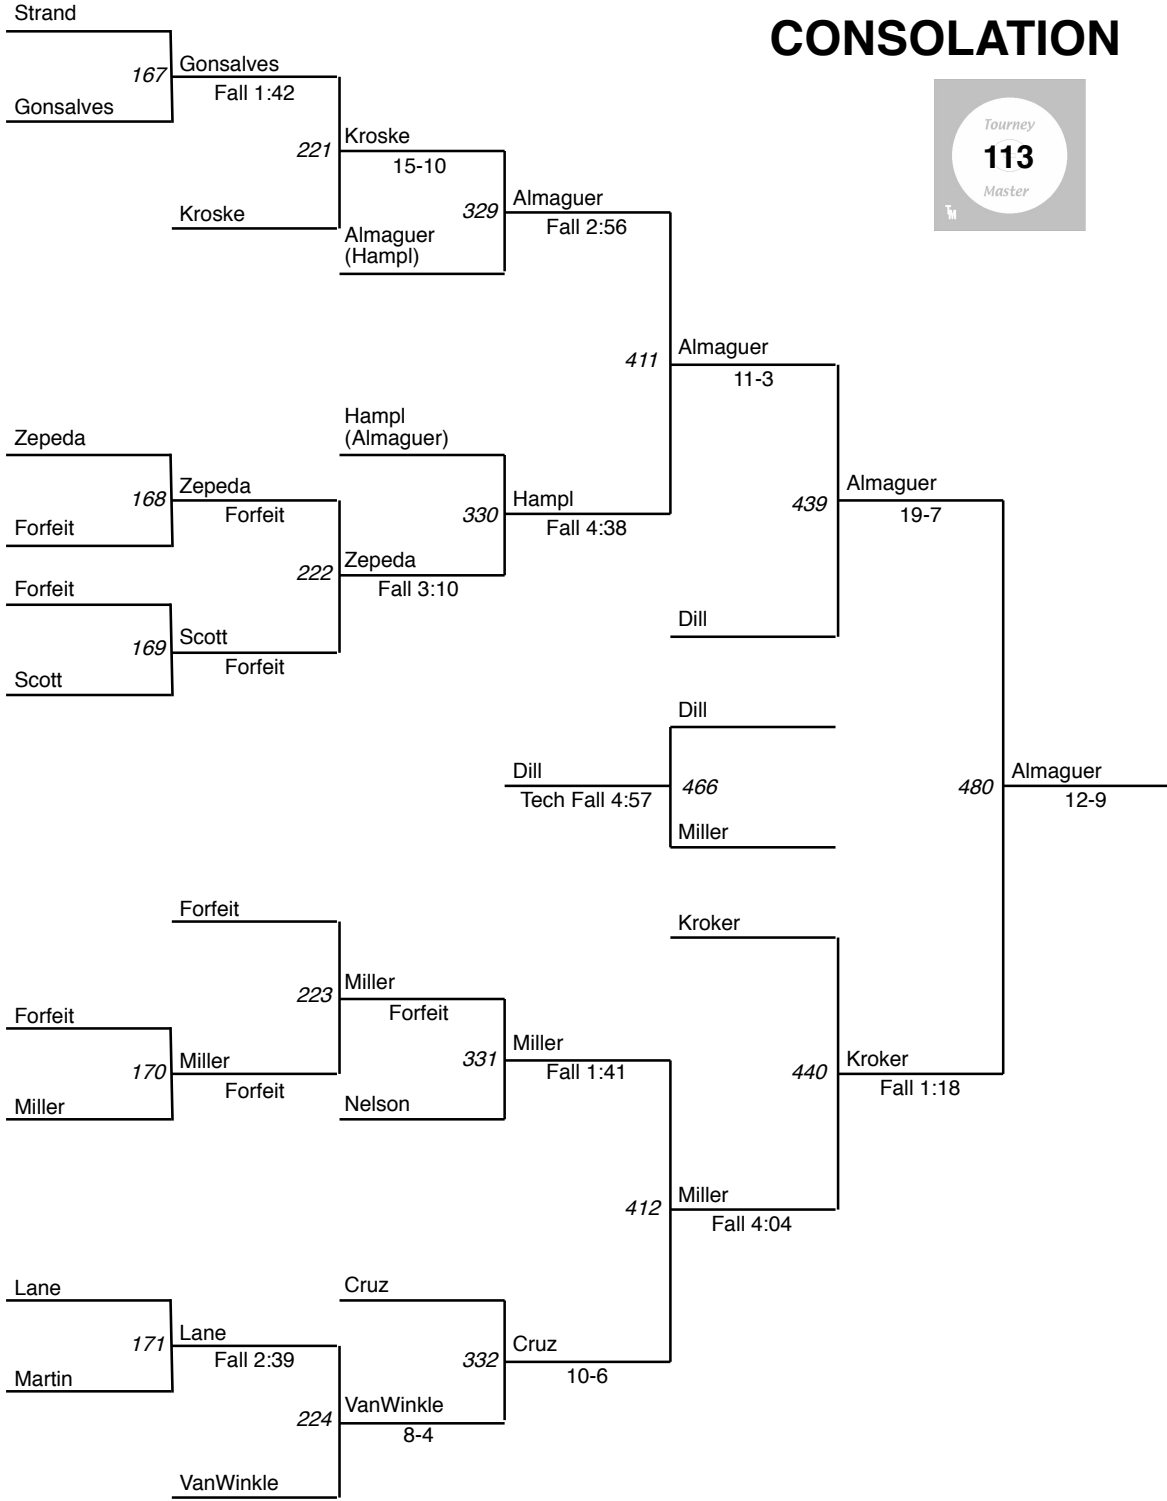 Strand
CONSOLATION
167
Gonsalves
Fall 1:42
Gonsalves
Tourney
113
Master
TM
221
Kroske
15-10
Kroske
329
Almaguer
Fall 2:56
Almaguer
(Hampl)
411
Almaguer
11-3
Hampl
(Almaguer)
Zepeda
168
Zepeda
Forfeit
Forfeit
330
Hampl
Fall 4:38
439
Almaguer
19-7
222
Zepeda
Fall 3:10
Forfeit
169
Scott
Forfeit
Scott
Dill
Dill
Dill
Tech Fall 4:57
466
Miller
480
Almaguer
12-9
Forfeit
Kroker
223
Miller
Forfeit
Forfeit
170
Miller
Forfeit
Miller
331
Miller
Fall 1:41
Nelson
440
Kroker
Fall 1:18
412
Miller
Fall 4:04
Lane
Cruz
171
Lane
Fall 2:39
Martin
332
Cruz
10-6
224
VanWinkle
8-4
VanWinkle